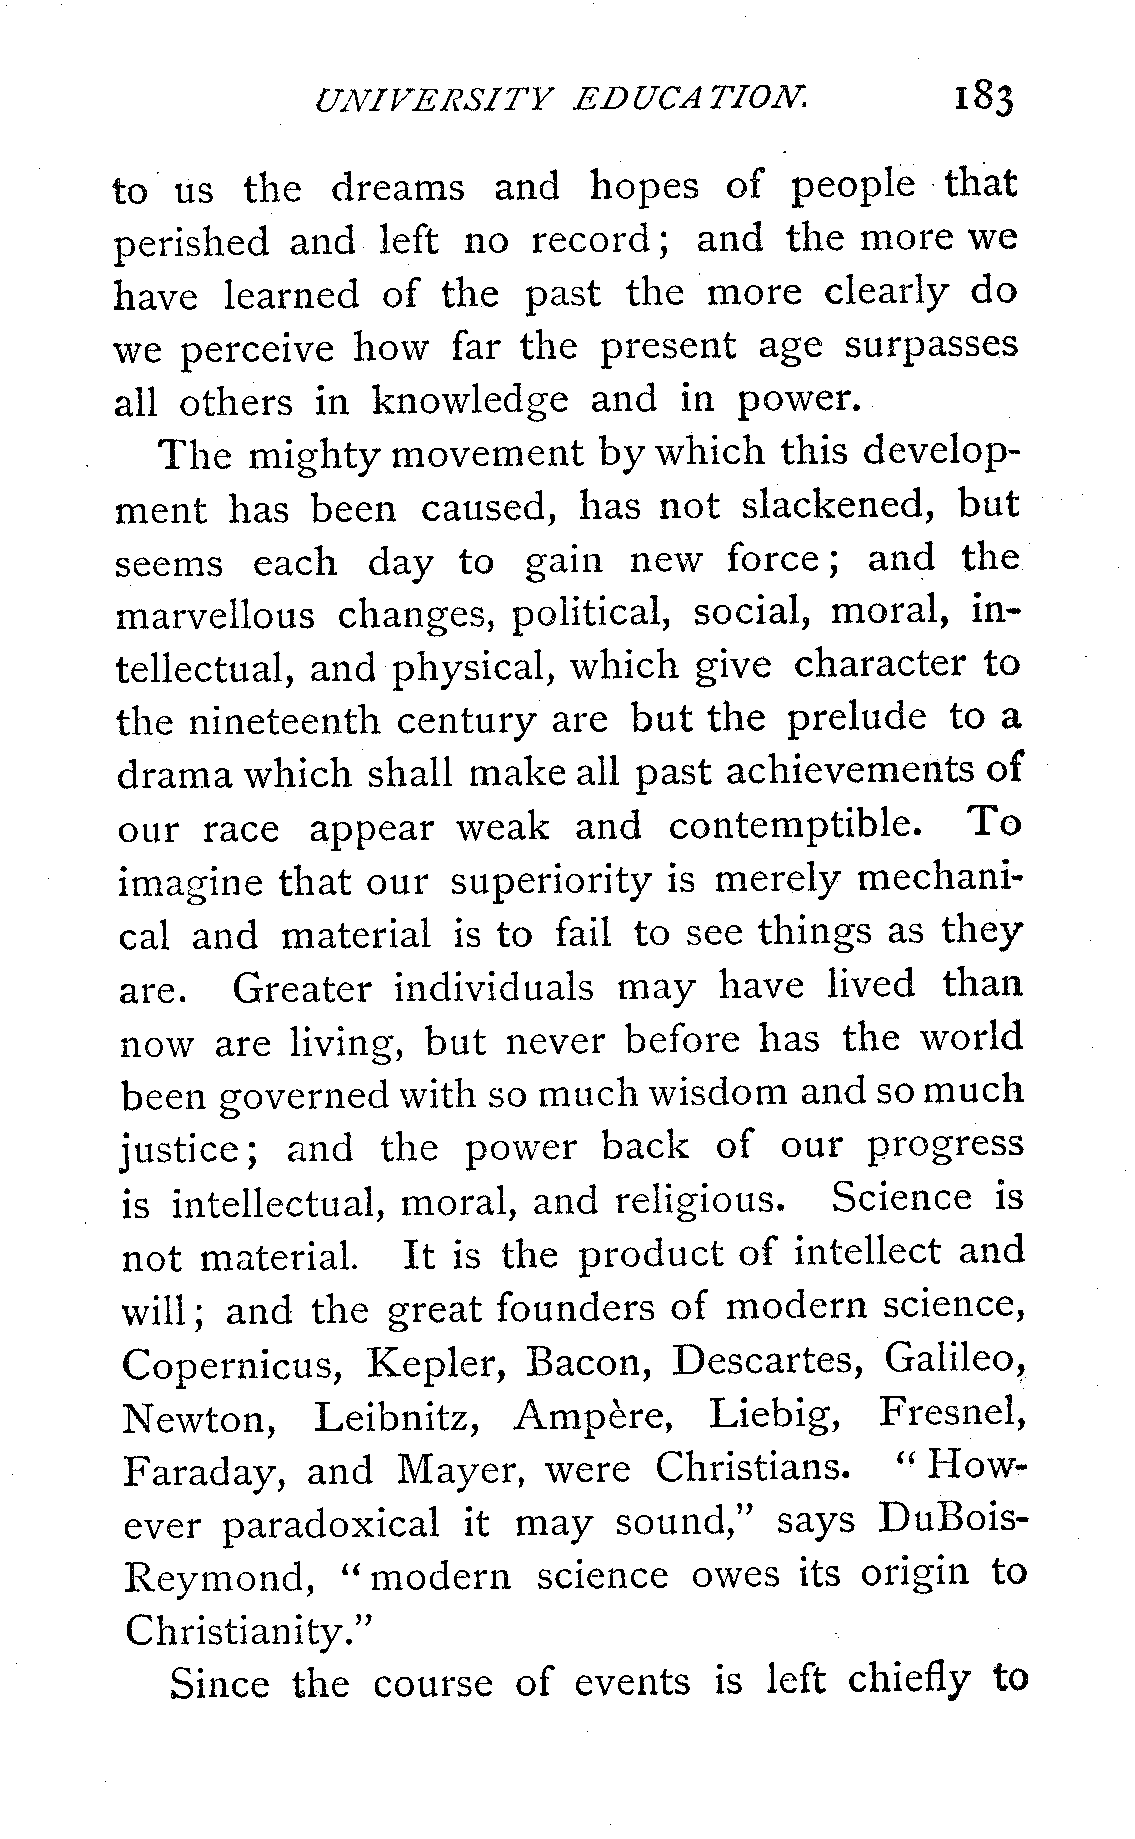 UNIVERSITY EDUCATION. 183
to us the dreams and hopes of people that
perished and left no record; and the more we
have learned of the past the more clearly do
we perceive how far the present age surpasses
all others in knowledge and in power.
The mighty movement by which this develop-
ment has been caused, has not slackened, but
seems each day to gain new force; and the
marvellous changes, political, social, moral, in-
tellectual, and physical, which give character to
the nineteenth century are but the prelude to a
drama which shall make all past achievements of
our race appear weak and contemptible. To
imagine that our superiority is merely mechani-
cal and material is to fail to see things as they
are. Greater individuals may have lived than
now are living, but never before has the world
been governed with so much wisdom and so much
justice; and the power back of our progress
is intellectual, moral, and religious. Science is
not material. It is the product of intellect and
will; and the great founders of modern science,
Copernicus, Kepler, Bacon, Descartes, Galileo,
Newton, Leibnitz, Ampère, Liebig, Fresnel,
Faraday, and Mayer, were Christians. “How-
ever paradoxical it may sound,” says DuBois-
Reymond, “modern science owes its origin to
Christianity.”
Since the course of events is left chiefly to